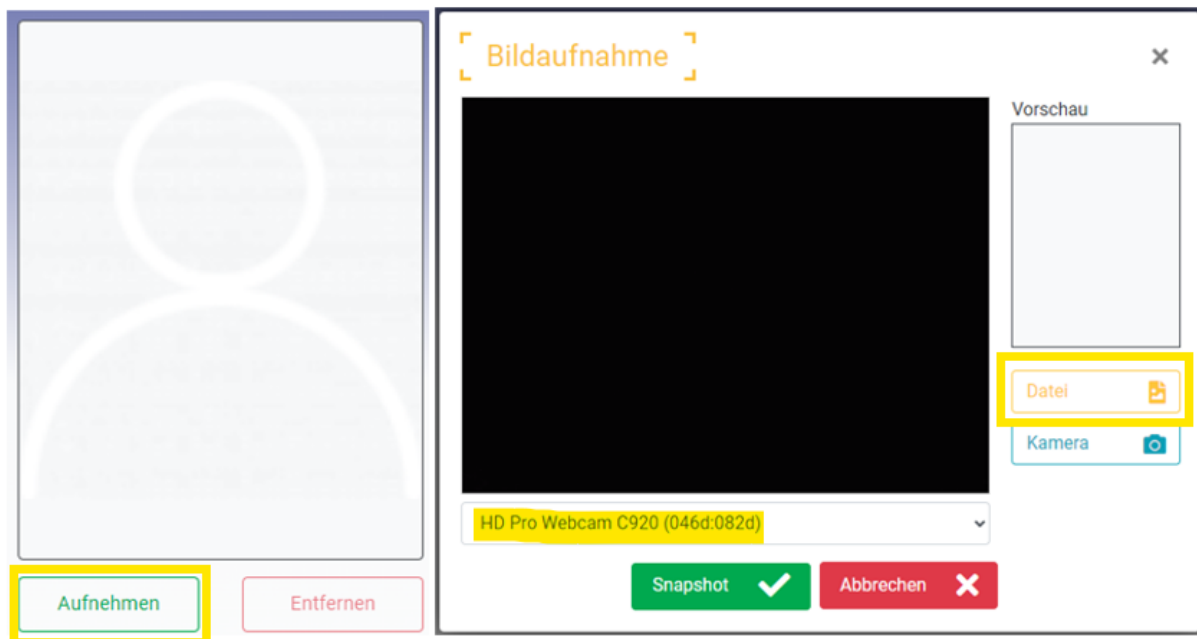 Aufnehmen
Entfernen
Bildaufnahme
×
Vorschau
Datei
Kamera
HD Pro Webcam C920 (046d:082d)
Snapshot
Abbrechen